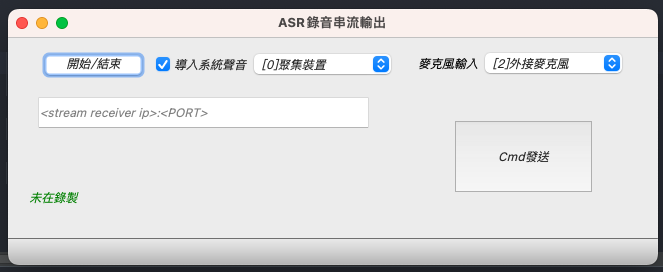 ASR錄音串流輸出
開始/結束 導入系統聲音 [0]聚集裝置 麥克風輸入 [2]外接麥克風
<stream receiver ip>:<PORT>
Cmd發送
未在錄製